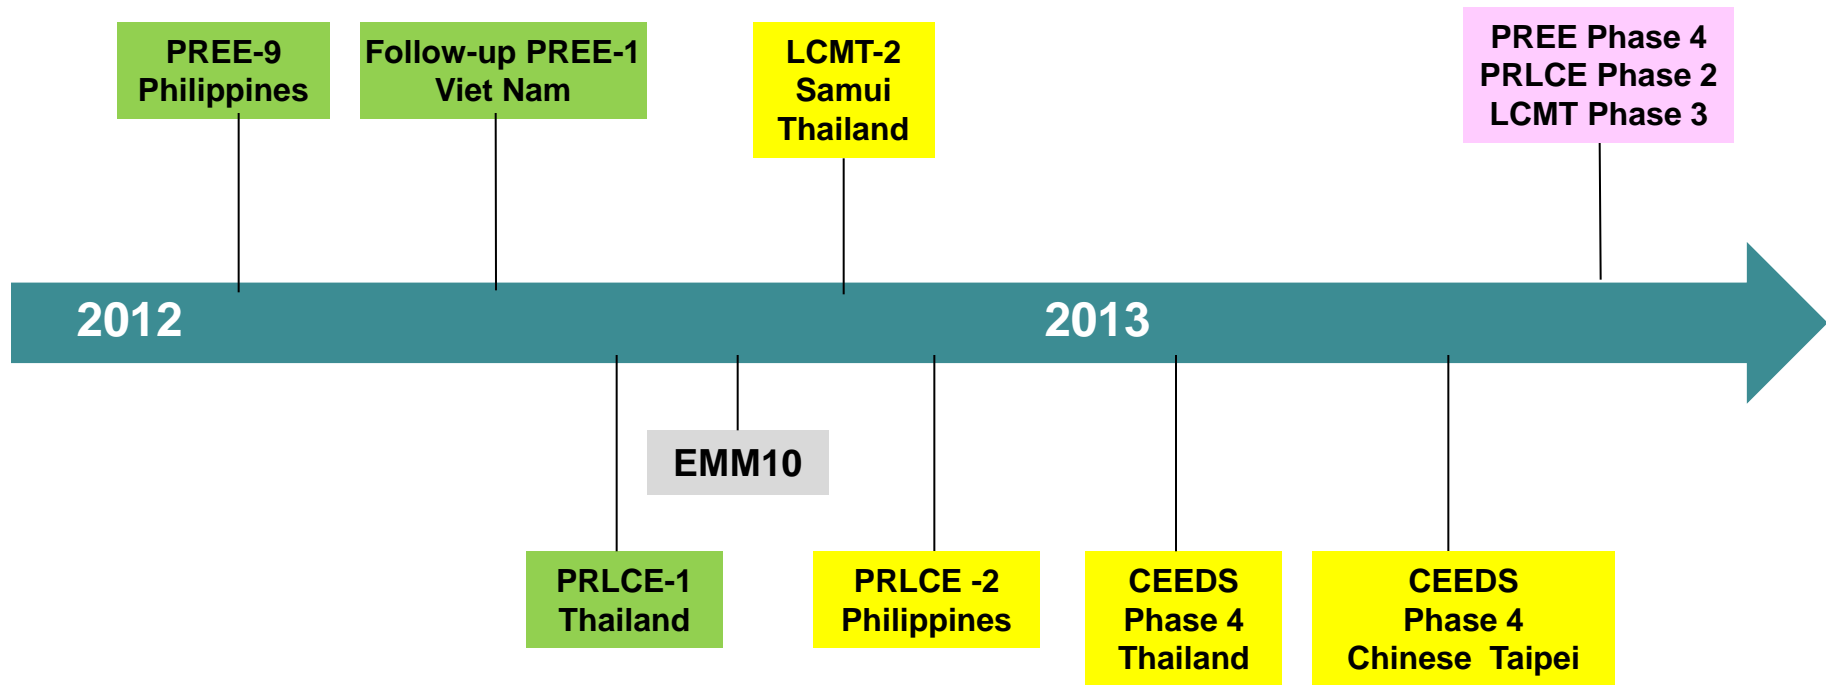 PREE-9
Philippines
Follow-up PREE-1
Viet Nam
LCMT-2
Samui
Thailand
PREE Phase 4
PRLCE Phase 2
LCMT Phase 3
2012
2013
EMM10
PRLCE-1
Thailand
PRLCE -2
Philippines
CEEDS
Phase 4
Thailand
CEEDS
Phase 4
Chinese Taipei